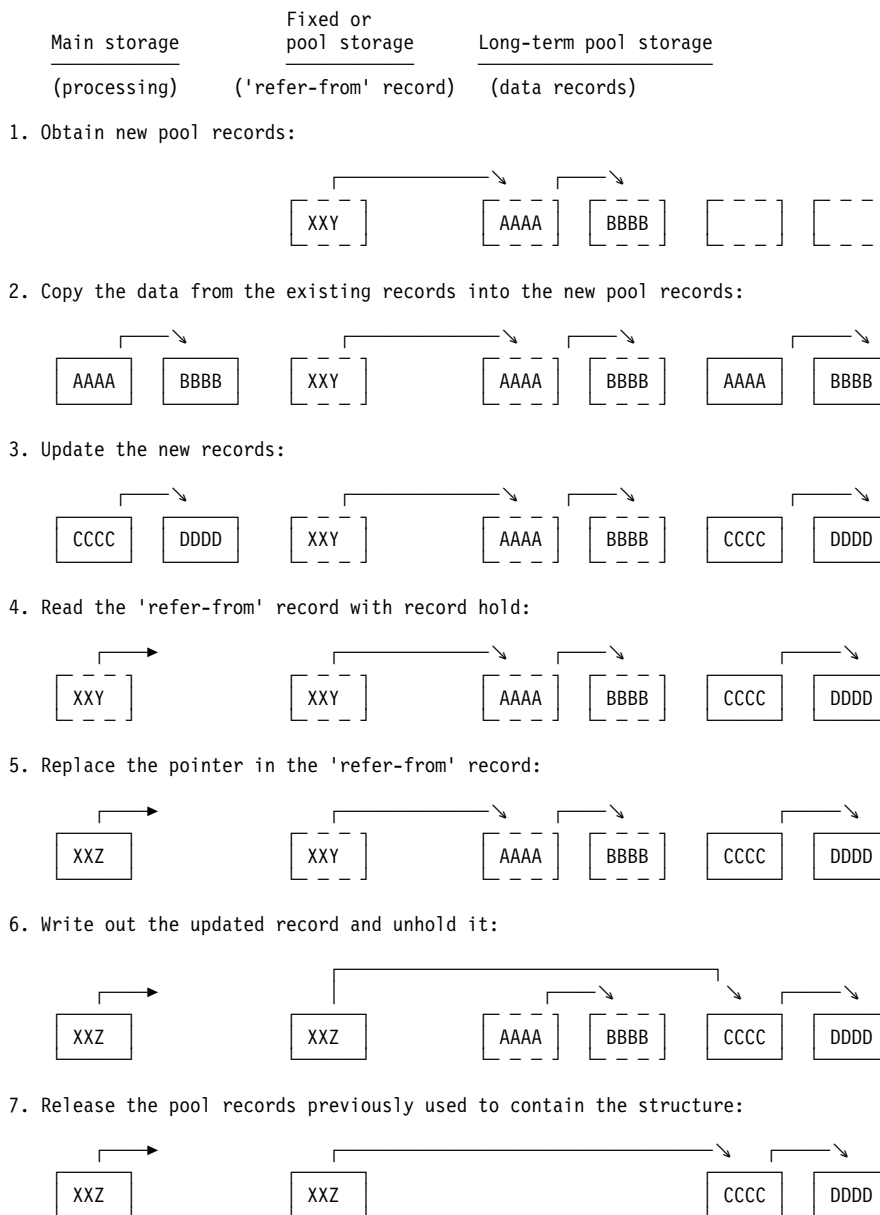 Fixed or
Main storage pool storage Long-term pool storage
(processing) ('refer-from' record) (data records)
1. Obtain new pool records:
XXY AAAA BBBB
2. Copy the data from the existing records into the new pool records:
AAAA BBBB XXY AAAA BBBB AAAA BBBB
3. Update the new records:
CCCC DDDD XXY AAAA BBBB CCCC DDDD
4. Read the 'refer-from' record with record hold:
XXY XXY AAAA BBBB CCCC DDDD
5. Replace the pointer in the 'refer-from' record:
XXZ XXY AAAA BBBB CCCC DDDD
6. Write out the updated record and unhold it:
XXZ XXZ AAAA BBBB CCCC DDDD
7. Release the pool records previously used to contain the structure:
XXZ XXZ CCCC DDDD